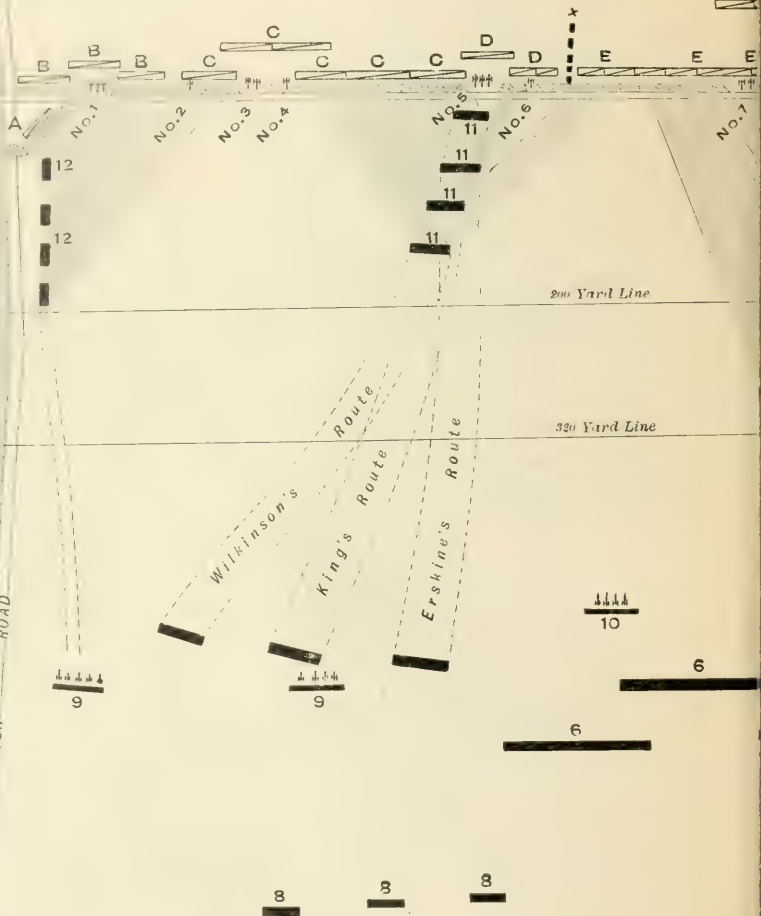 X
C
B
D
B
B
C
C
C
C
D
E
E
E
A
No.1
No.2
No.3
No.4
No.5
No.6
No.7
11
12
11
11
12
11
200 Yard Line
320 Yard Line
Wilkinson's Route
King's Route
Erskine's Route
ROAD
10
6
9
9
6
8
8
8